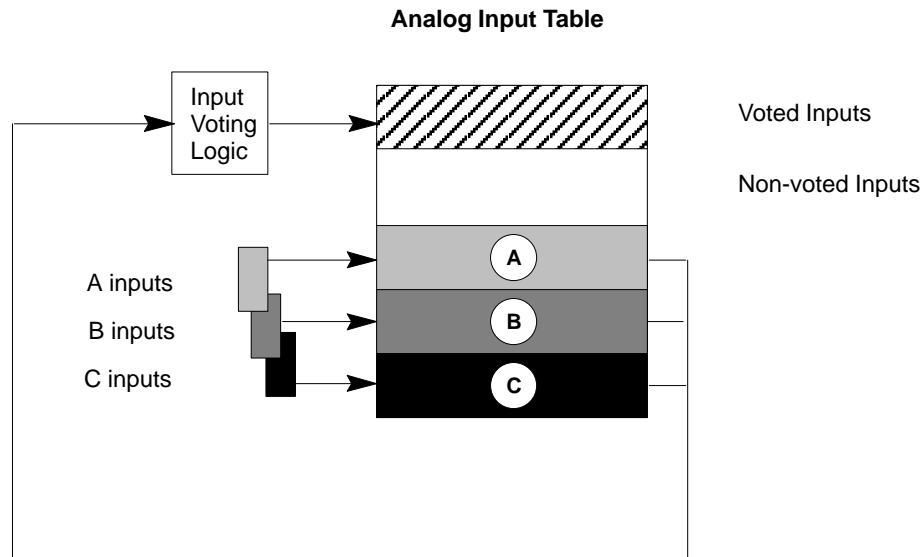 Analog Input Table
Input
Voting
Logic
Voted Inputs
Non-voted Inputs
A inputs
B inputs
C inputs
A
B
C